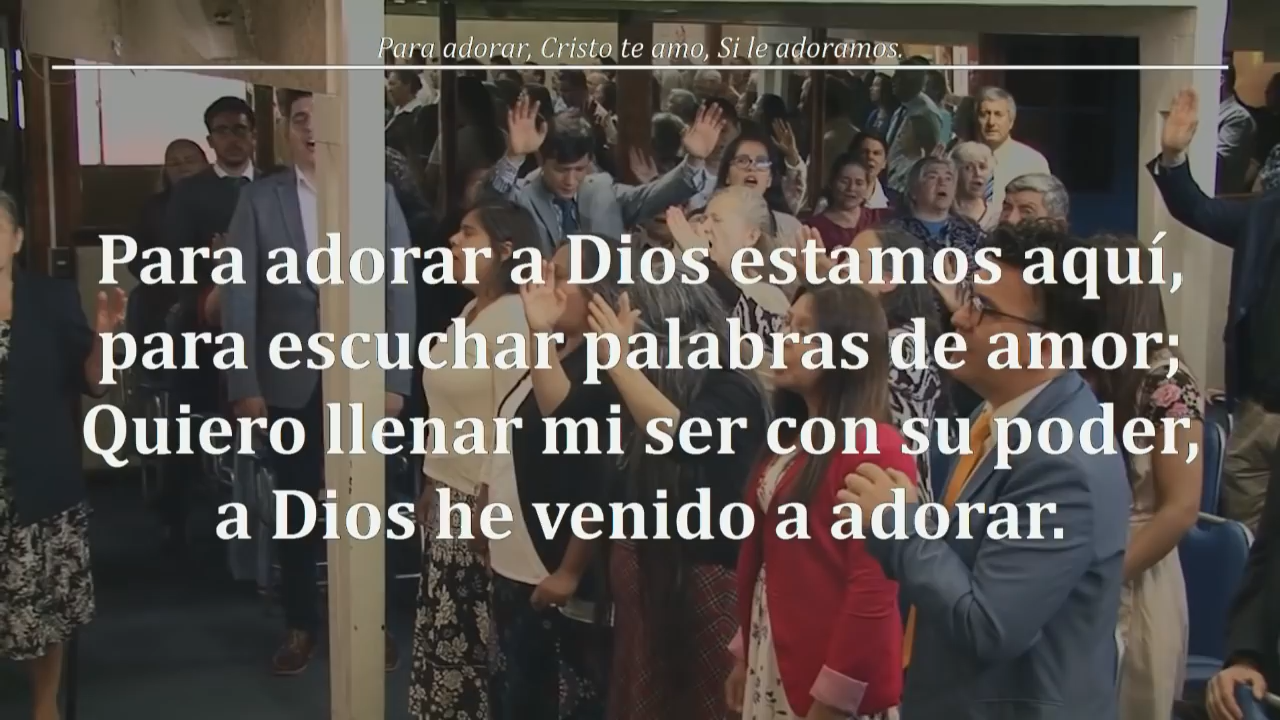 Para adorar, Cristo te amo, Si le adoramos.
Para adorar a Dios estamos aquí,
para escuchar palabras de amor;
Quiero llenar mi ser con su poder,
a Dios he venido a adorar.